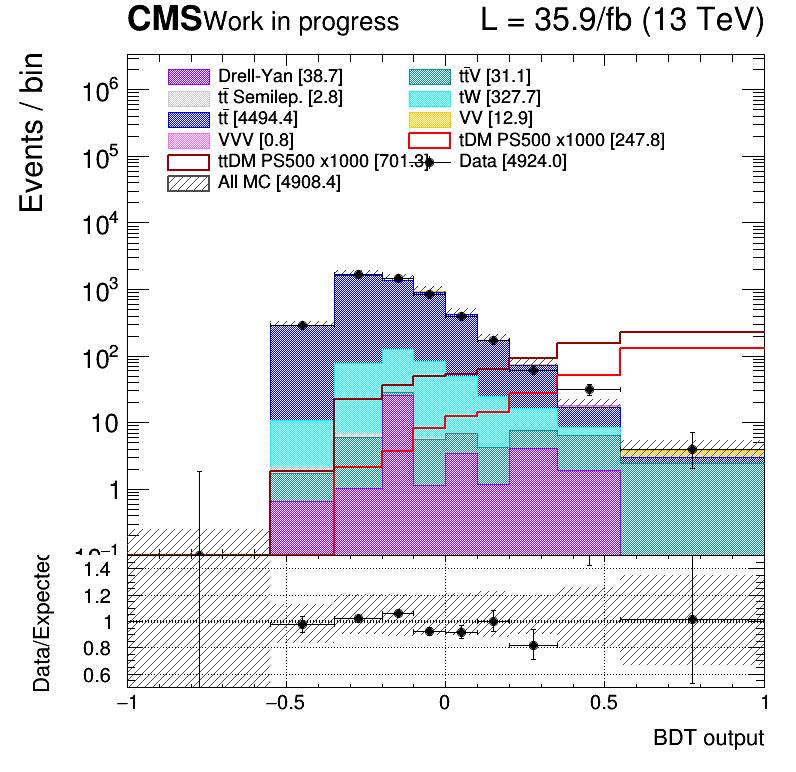 CMS Work in progress L = 35.9/fb (13 TeV)
Events / bin
Drell-Yan [38.7] tt̄V [31.1]
tt̄ Semilep. [2.8] tW [327.7]
tt̄ [4494.4] VV [12.9]
VVV [0.8] tDM PS500 x1000 [247.8]
ttDM PS500 x1000 [701.3] Data [4924.0]
All MC [4908.4]
10⁶
10⁵
10⁴
10³
10²
10
1
10⁻¹
Data/Expected
1.4
1.2
1
0.8
0.6
−1 −0.5 0 0.5 1
BDT output